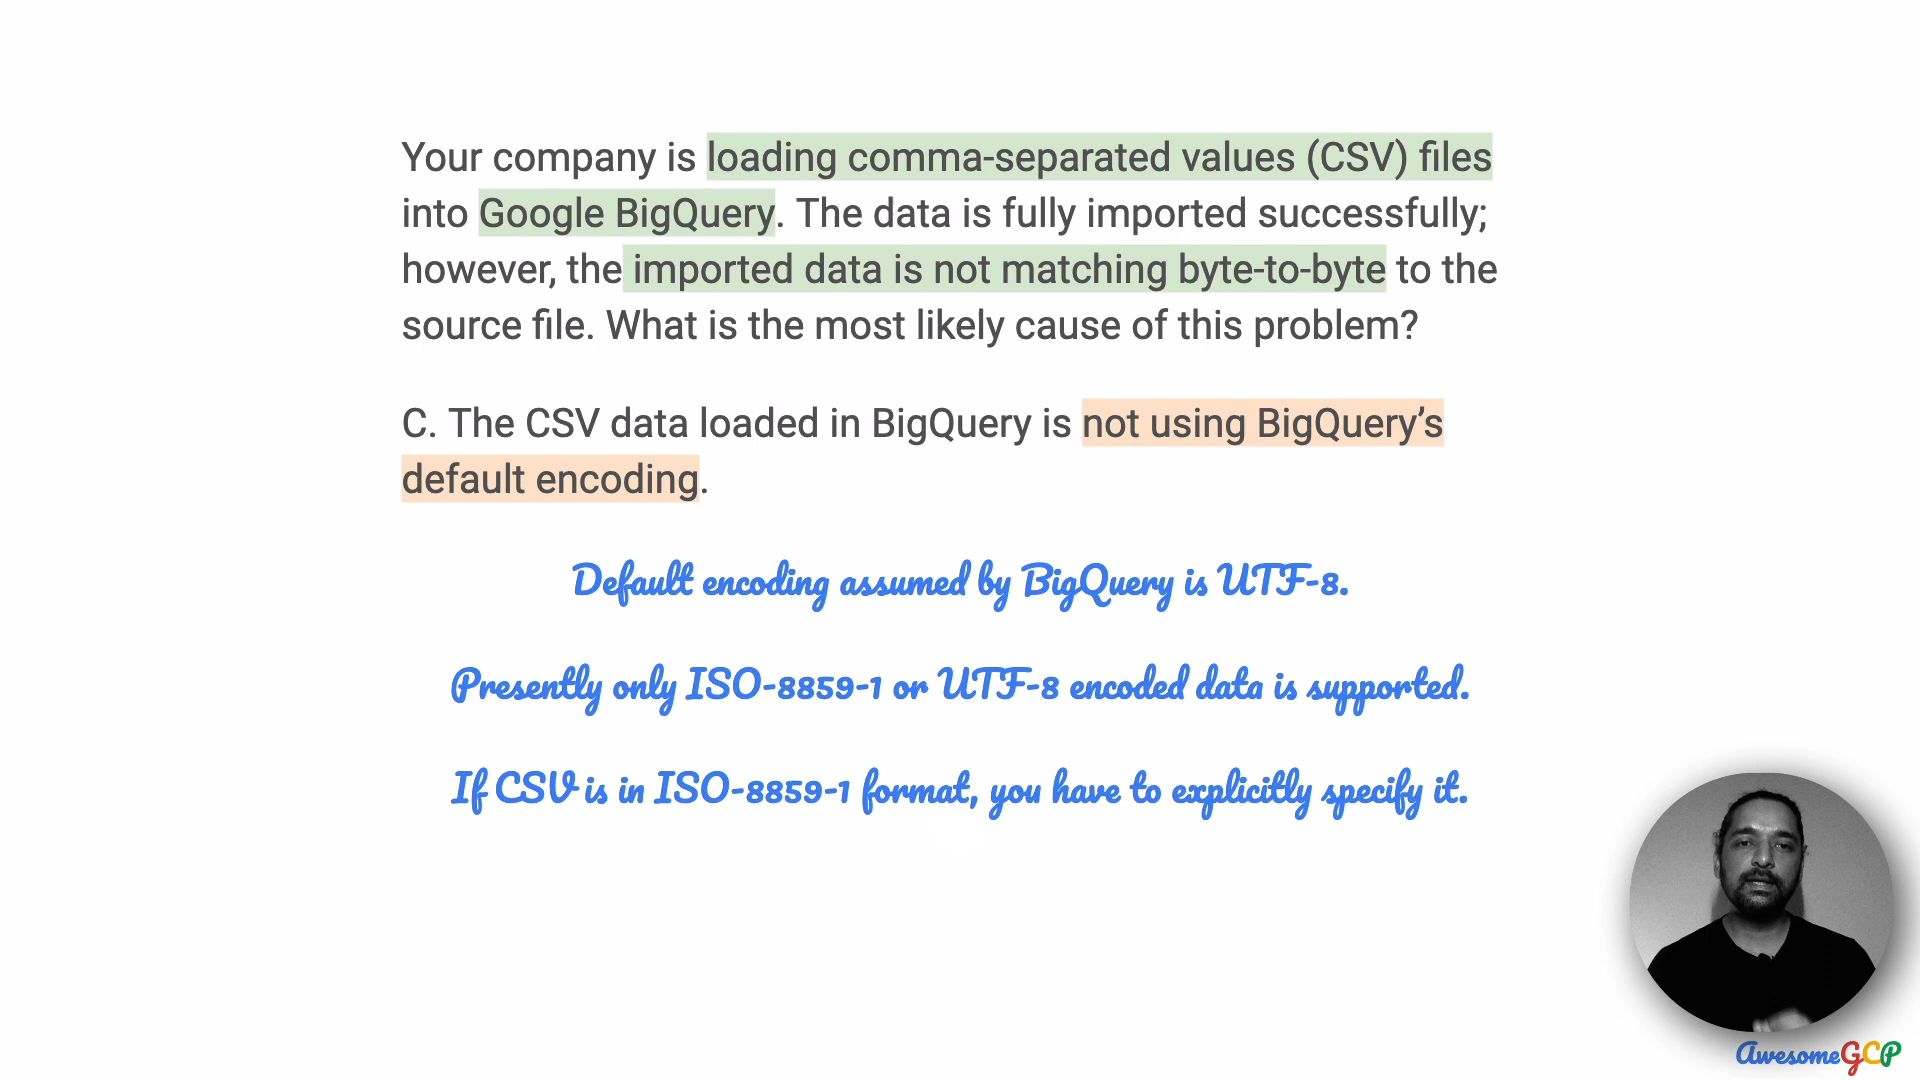 Your company is loading comma-separated values (CSV) files
into Google BigQuery. The data is fully imported successfully;
however, the imported data is not matching byte-to-byte to the
source file. What is the most likely cause of this problem?
C. The CSV data loaded in BigQuery is not using BigQuery’s
default encoding.
Default encoding assumed by BigQuery is UTF-8.
Presently only ISO-8859-1 or UTF-8 encoded data is supported.
If CSV is in ISO-8859-1 format, you have to explicitly specify it.
AwesomeGCP